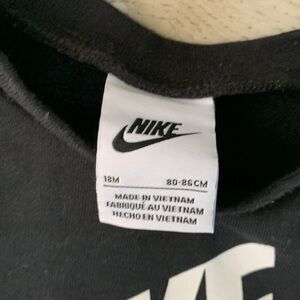 NIKE
18M 80-86CM
MADE IN VIETNAM
FABRIQUÉ AU VIETNAM
HECHO EN VIETNAM